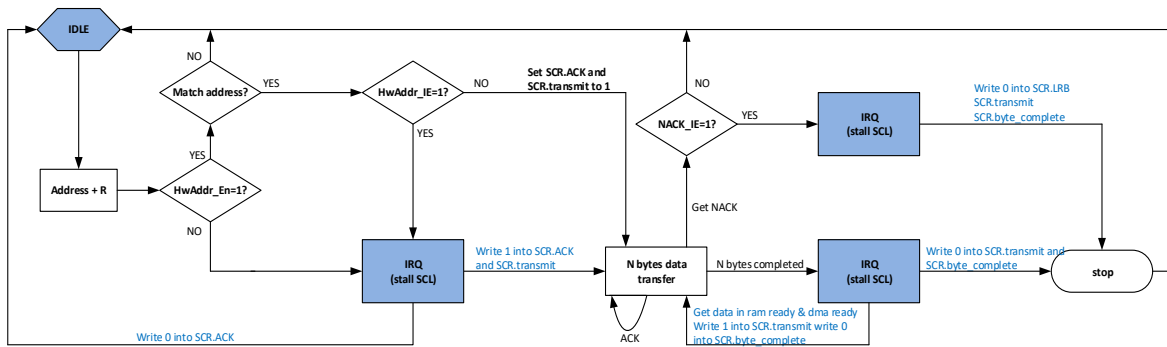 IDLE
NO
NO
Match address?
YES
HwAddr_IE=1?
NO
Set SCR.ACK and
SCR.transmit to 1
NACK_IE=1?
YES
IRQ
(stall SCL)
Write 0 into SCR.LRB
SCR.transmit
SCR.byte_complete
YES
YES
Address + R
HwAddr_En=1?
Get NACK
NO
IRQ
(stall SCL)
Write 1 into SCR.ACK
and SCR.transmit
N bytes data
transfer
N bytes completed
IRQ
(stall SCL)
Write 0 into SCR.transmit and
SCR.byte_complete
stop
Get data in ram ready & dma ready
Write 1 into SCR.transmit write 0
into SCR.byte_complete
ACK
Write 0 into SCR.ACK